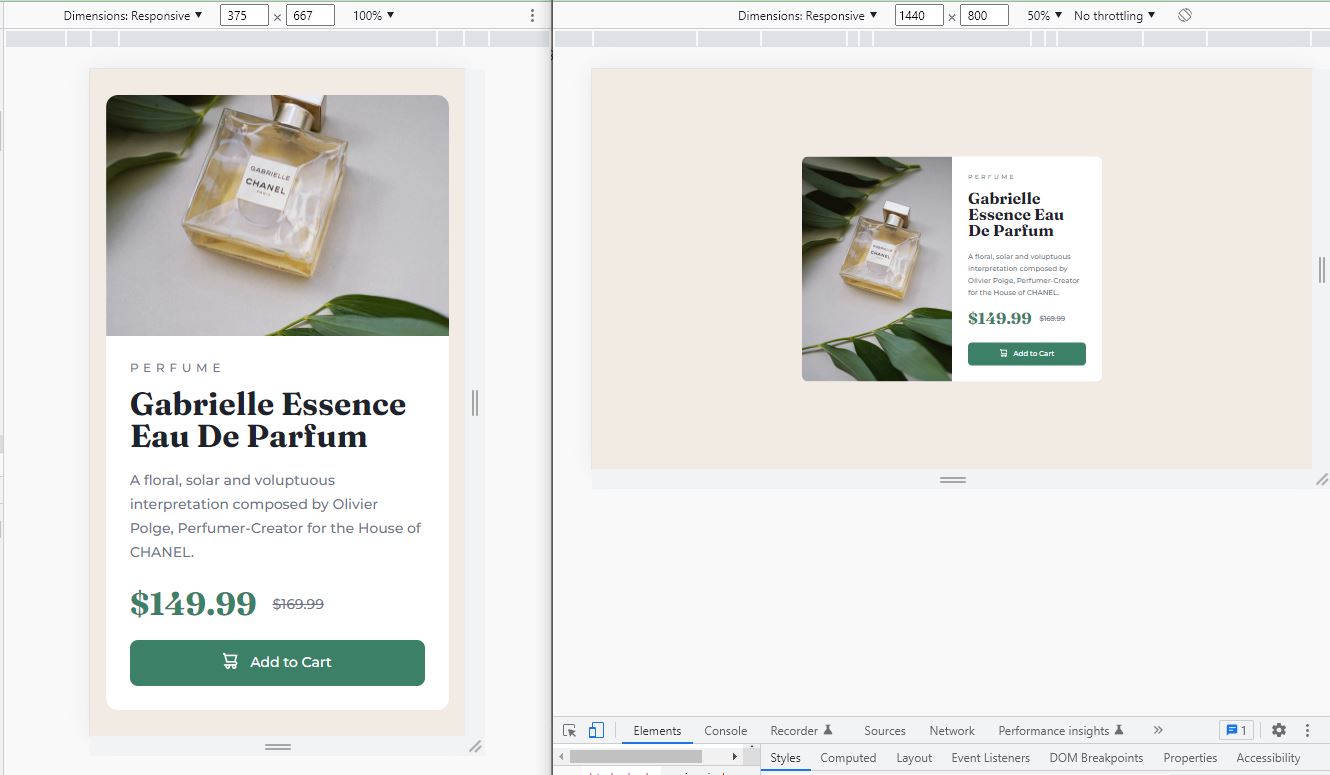 Dimensions: Responsive ▼ 375 × 667 100% ▼
GABRIELLE
CHANEL
PARIS
PERFUME
Gabrielle Essence
Eau De Parfum
A floral, solar and voluptuous
interpretation composed by Olivier
Polge, Perfumer-Creator for the House of
CHANEL.
$149.99 $169.99
Add to Cart
Dimensions: Responsive ▼ 1440 × 800 50% ▼ No throttling ▼
GABRIELLE
CHANEL
PERFUME
Gabrielle
Essence Eau
De Parfum
A floral, solar and voluptuous
interpretation composed by
Olivier Polge, Perfumer-Creator
for the House of CHANEL.
$149.99 $169.99
Add to Cart
Elements Console Recorder Sources Network Performance insights » 1
Styles Computed Layout Event Listeners DOM Breakpoints Properties Accessibility